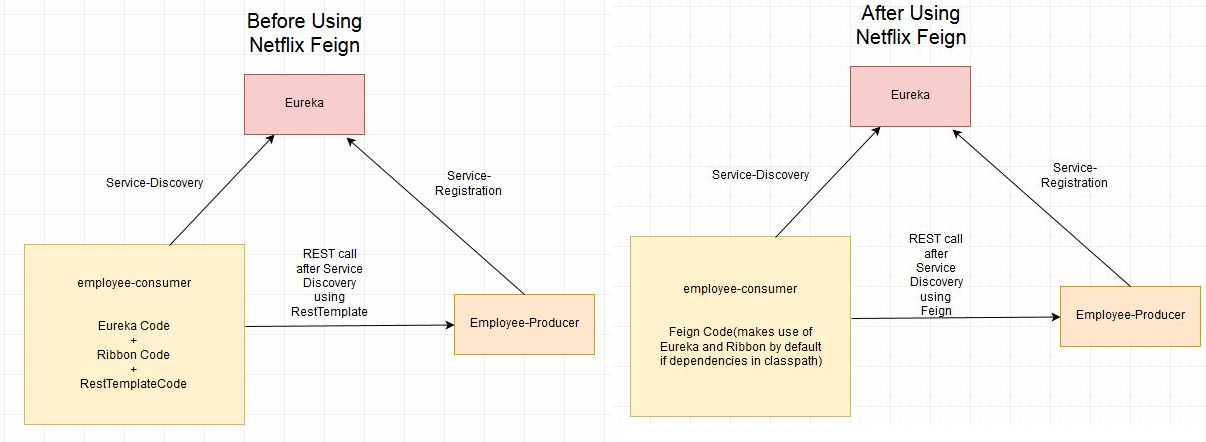 Before Using
Netflix Feign
Eureka
Service-Discovery
Service-
Registration
employee-consumer
Eureka Code
+
Ribbon Code
+
RestTemplateCode
REST call
after Service
Discovery
using
RestTemplate
Employee-Producer
After Using
Netflix Feign
Eureka
Service-Discovery
Service-
Registration
employee-consumer
Feign Code(makes use of
Eureka and Ribbon by default
if dependencies in classpath)
REST call
after
Service
Discovery
using
Feign
Employee-Producer